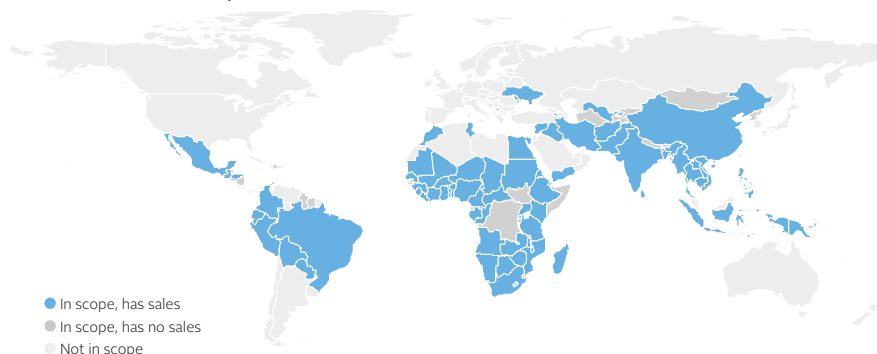 In scope, has sales
In scope, has no sales
Not in scope